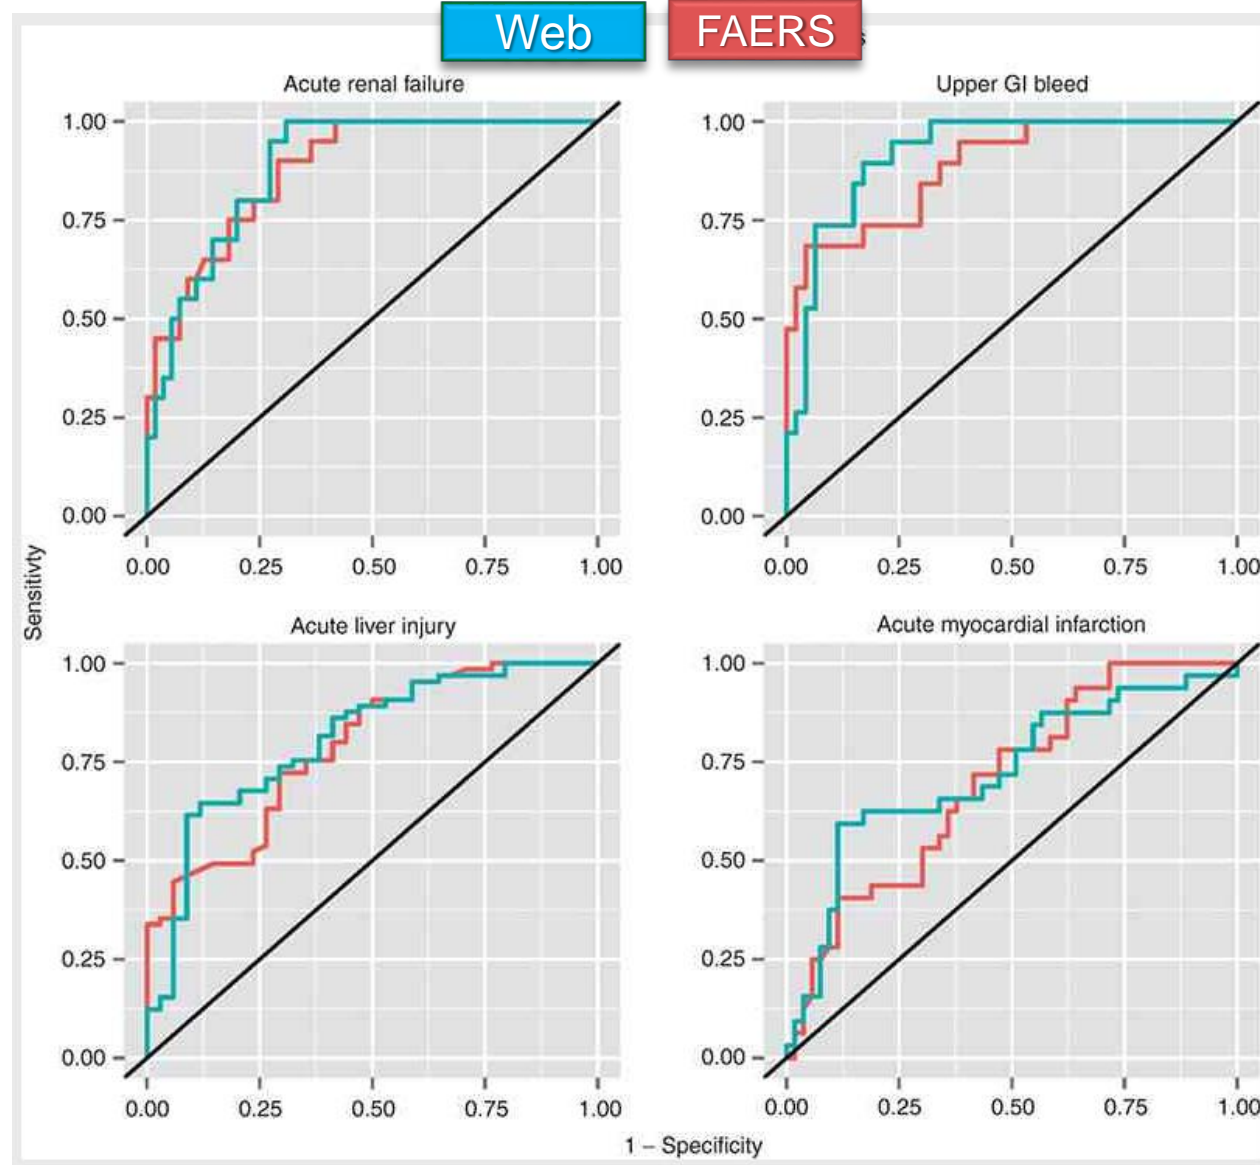 Web FAERS s
Acute renal failure
1.00
0.75
0.50
0.25
0.00
0.00 0.25 0.50 0.75 1.00
Upper GI bleed
1.00
0.75
0.50
0.25
0.00
0.00 0.25 0.50 0.75 1.00
Sensitivty
Acute liver injury
1.00
0.75
0.50
0.25
0.00
0.00 0.25 0.50 0.75 1.00
Acute myocardial infarction
1.00
0.75
0.50
0.25
0.00
0.00 0.25 0.50 0.75 1.00
1 – Specificity